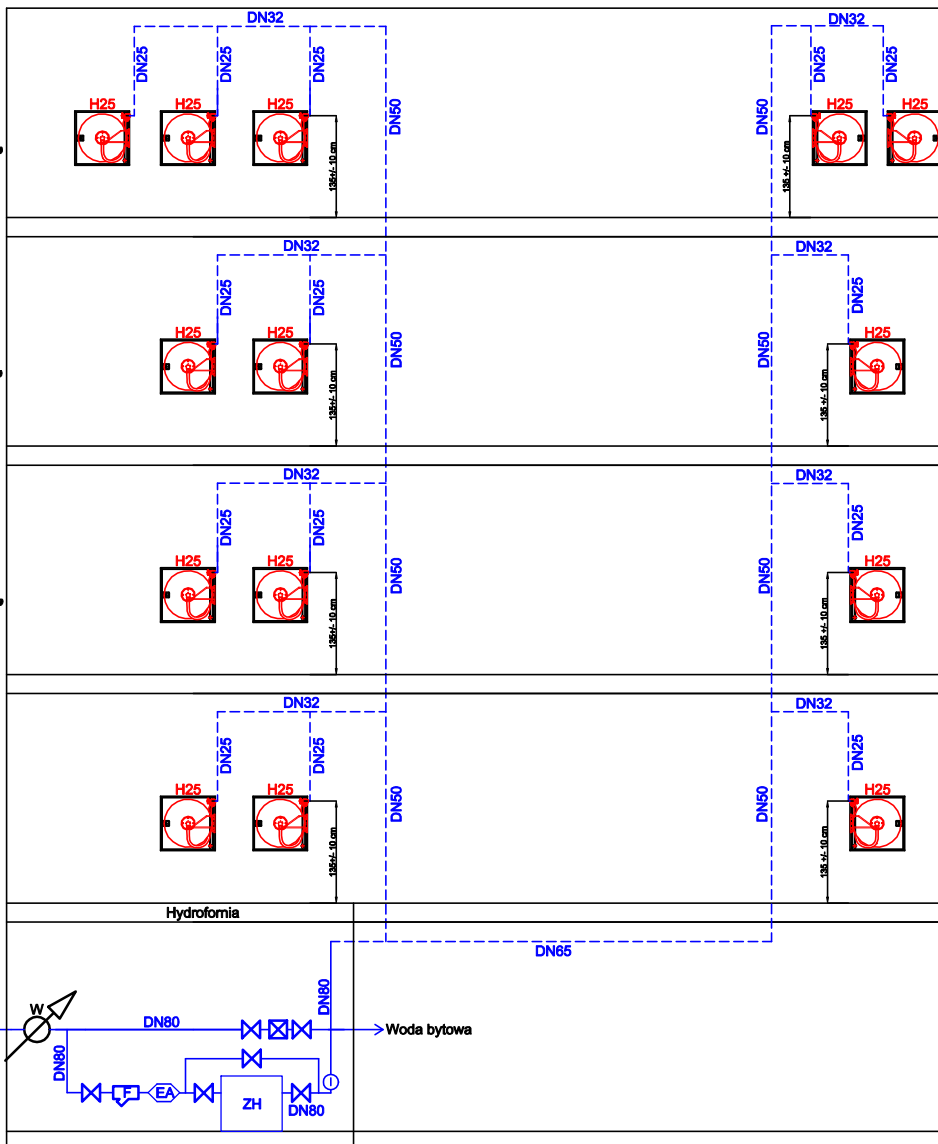 DN32
DN32
DN25
DN25
DN25
DN25
DN25
H25
H25
H25
DN50
DN50
H25
H25
135+/- 10 cm
135 +/- 10 cm
DN32
DN32
DN25
DN25
DN25
H25
H25
DN50
DN50
H25
135+/- 10 cm
135 +/- 10 cm
DN32
DN32
DN25
DN25
DN25
H25
H25
DN50
DN50
H25
135+/- 10 cm
135 +/- 10 cm
DN32
DN32
DN25
DN25
DN25
H25
H25
DN50
DN50
H25
135+/- 10 cm
135 +/- 10 cm
Hydrofornia
DN65
W
DN80
DN80
Woda bytowa
DN80
F
EA
ZH
DN80